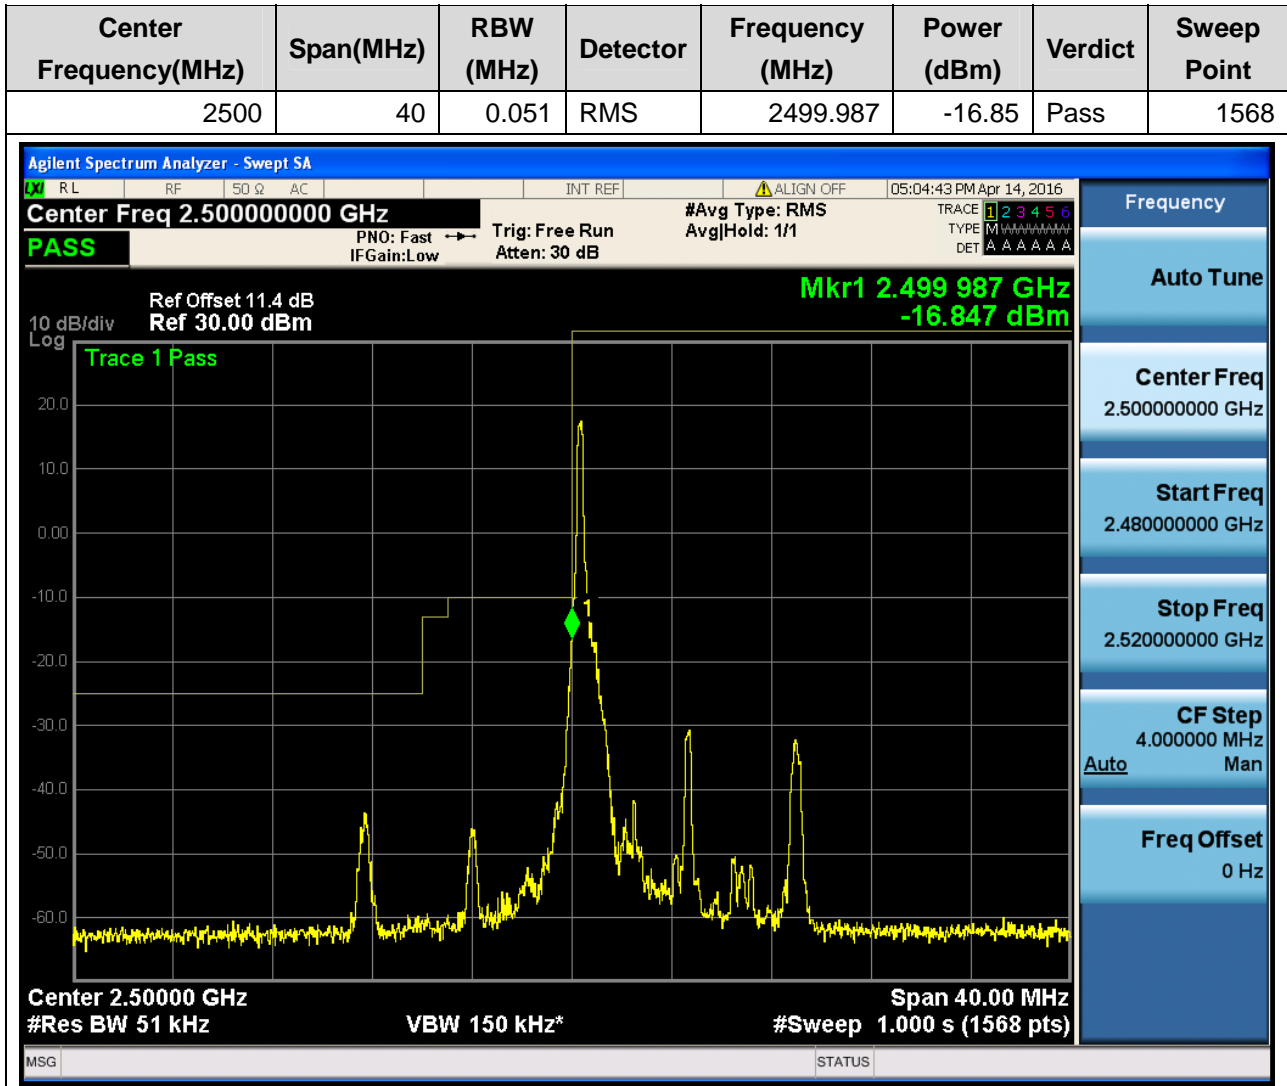 Center Frequency(MHz) Span(MHz) RBW (MHz) Detector Frequency (MHz) Power (dBm) Verdict Sweep Point
2500 40 0.051 RMS 2499.987 -16.85 Pass 1568
Agilent Spectrum Analyzer - Swept SA
LXI RL RF 50 Ω AC INT REF ALIGN OFF 05:04:43 PM Apr 14, 2016
Center Freq 2.500000000 GHz
PASS
PNO: Fast
IFGain:Low
Trig: Free Run
Atten: 30 dB
#Avg Type: RMS
Avg|Hold: 1/1
TRACE 1 2 3 4 5 6
TYPE M WWWWW
DET A A A A A A
Mkr1 2.499 987 GHz
-16.847 dBm
Ref Offset 11.4 dB
10 dB/div Ref 30.00 dBm
Log
Trace 1 Pass
20.0
10.0
0.00
-10.0
-20.0
-30.0
-40.0
-50.0
-60.0
Center 2.50000 GHz Span 40.00 MHz
#Res BW 51 kHz VBW 150 kHz* #Sweep 1.000 s (1568 pts)
MSG STATUS
Frequency
Auto Tune
Center Freq
2.500000000 GHz
Start Freq
2.480000000 GHz
Stop Freq
2.520000000 GHz
CF Step
4.000000 MHz
Auto Man
Freq Offset
0 Hz